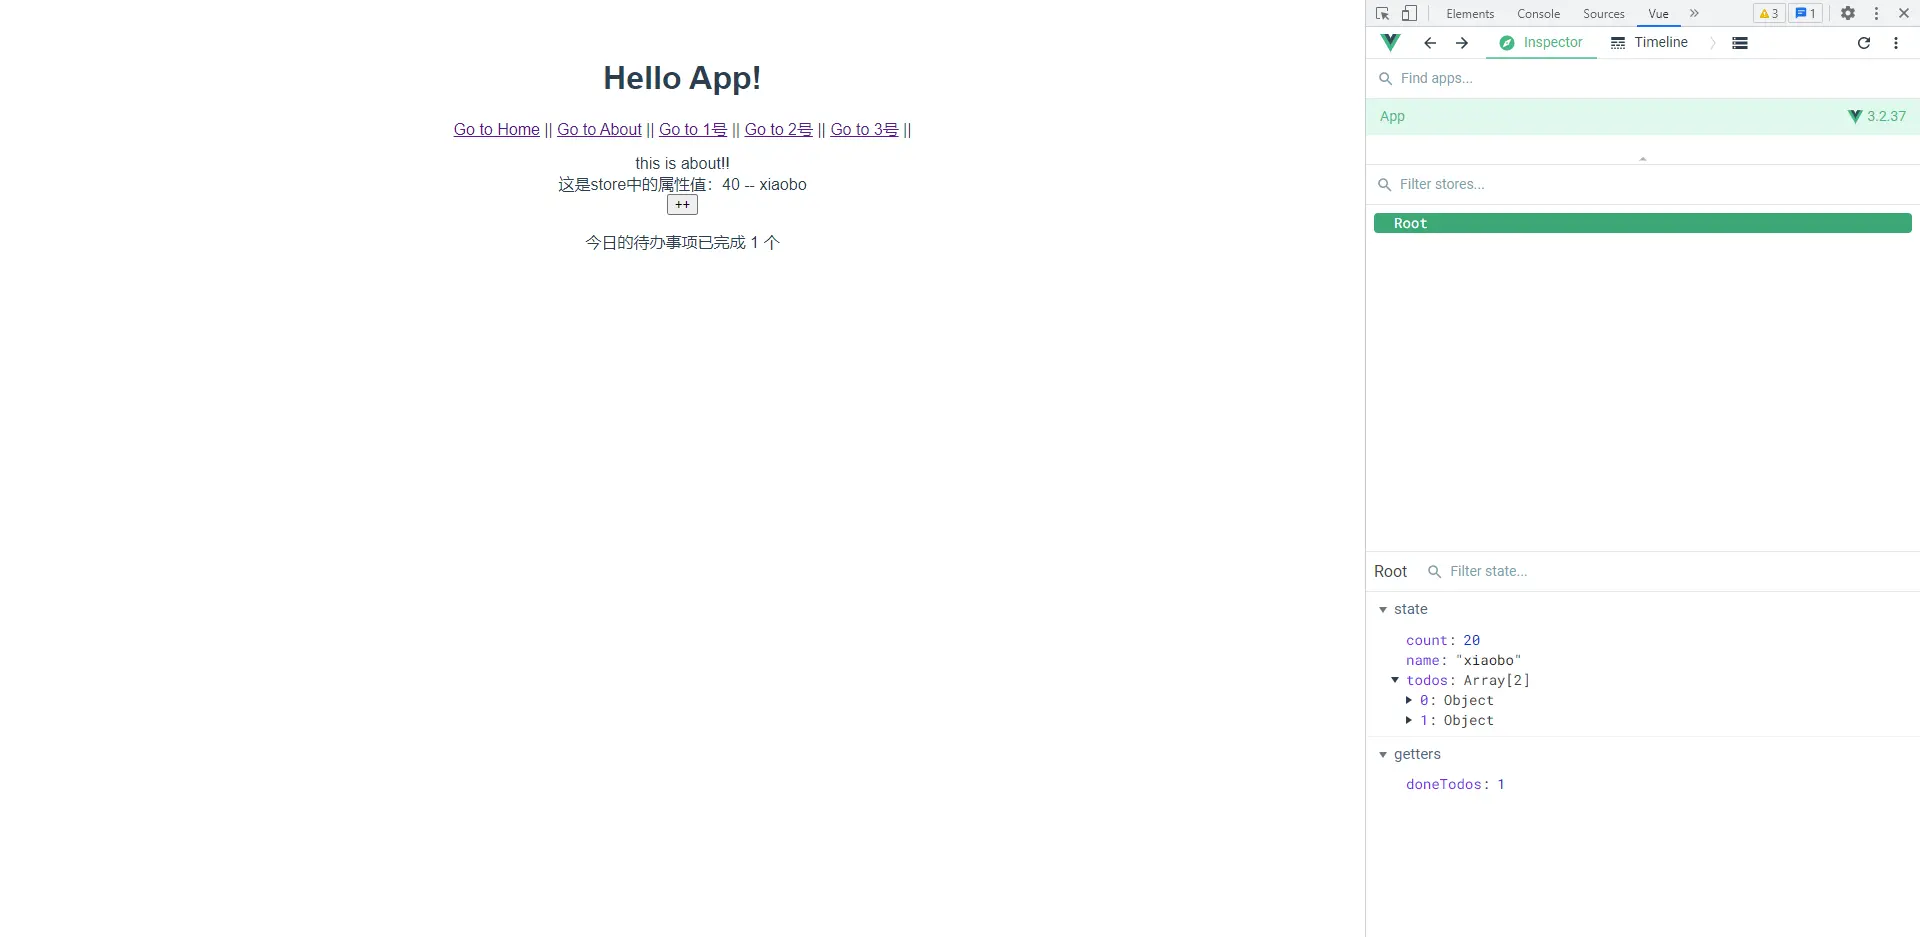 Hello App!
Go to Home || Go to About || Go to 1号 || Go to 2号 || Go to 3号 ||
this is about!!
这是store中的属性值：40 -- xiaobo
++
今日的待办事项已完成 1 个
Elements Console Sources Vue » 3 1
Inspector Timeline
Find apps...
App 3.2.37
Filter stores...
Root
Root Filter state...
state
count: 20
name: "xiaobo"
todos: Array[2]
0: Object
1: Object
getters
doneTodos: 1